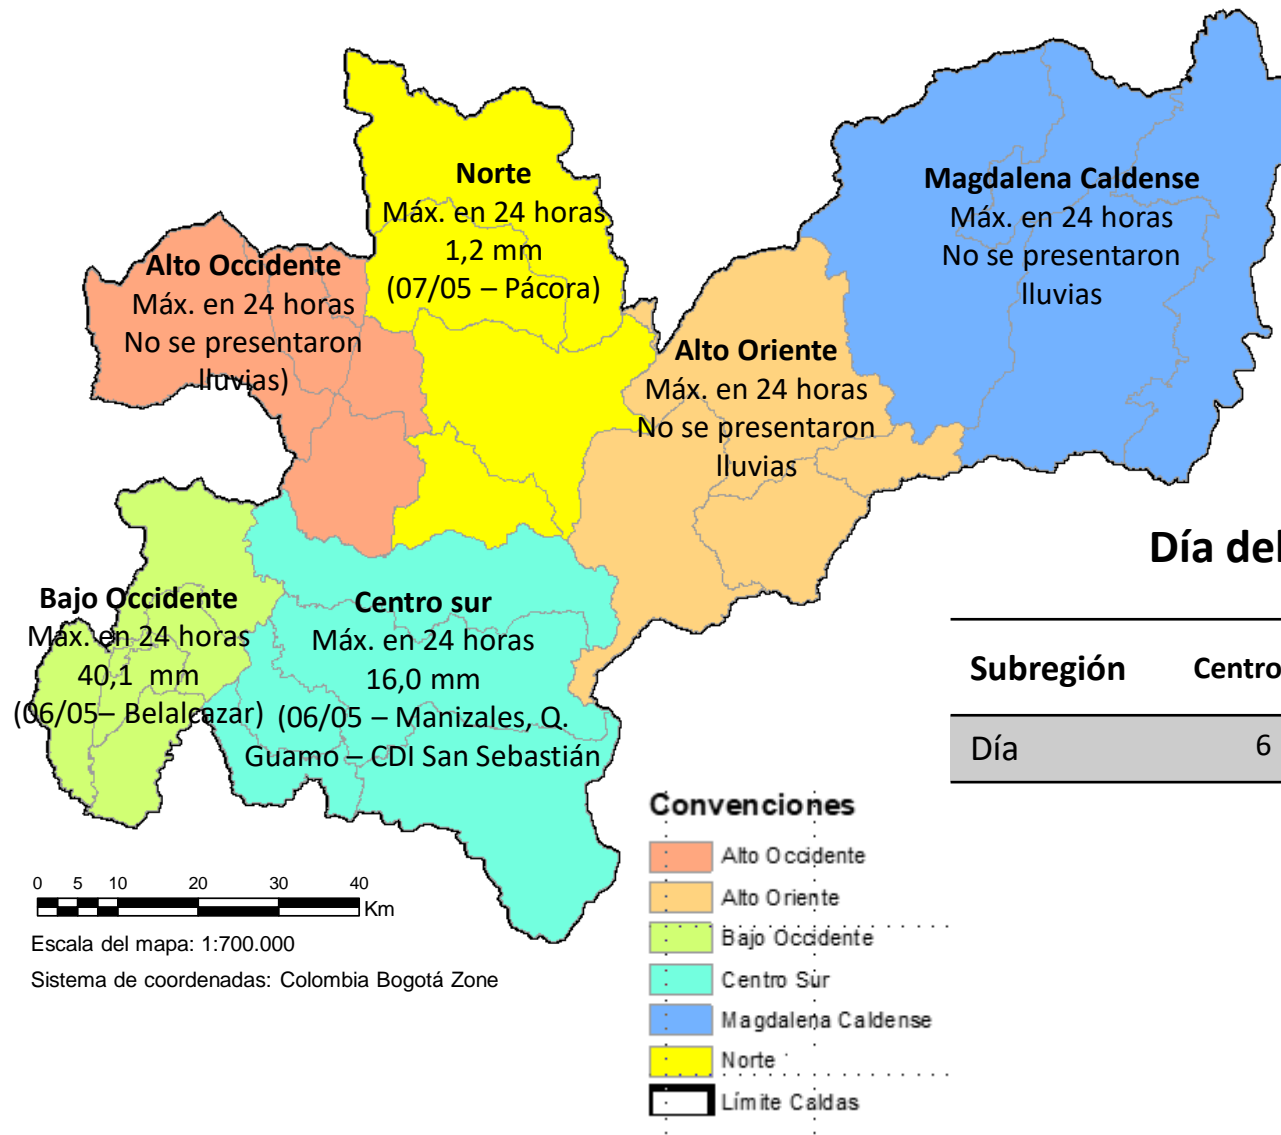 Norte
Máx. en 24 horas
1,2 mm
(07/05 – Pácora)
Magdalena Caldense
Máx. en 24 horas
No se presentaron
lluvias
Alto Occidente
Máx. en 24 horas
No se presentaron
lluvias)
Alto Oriente
Máx. en 24 horas
No se presentaron
lluvias
Bajo Occidente
Máx. en 24 horas
40,1 mm
(06/05– Belalcazar)
Centro sur
Máx. en 24 horas
16,0 mm
(06/05 – Manizales, Q.
Guamo – CDI San Sebastián
Día del
Subregión Centro
Día 6
Convenciones
Alto Occidente
Alto Oriente
Bajo Occidente
Centro Sur
Magdalena Caldense
Norte
Límite Caldas
0 5 10 20 30 40
Km
Escala del mapa: 1:700.000
Sistema de coordenadas: Colombia Bogotá Zone